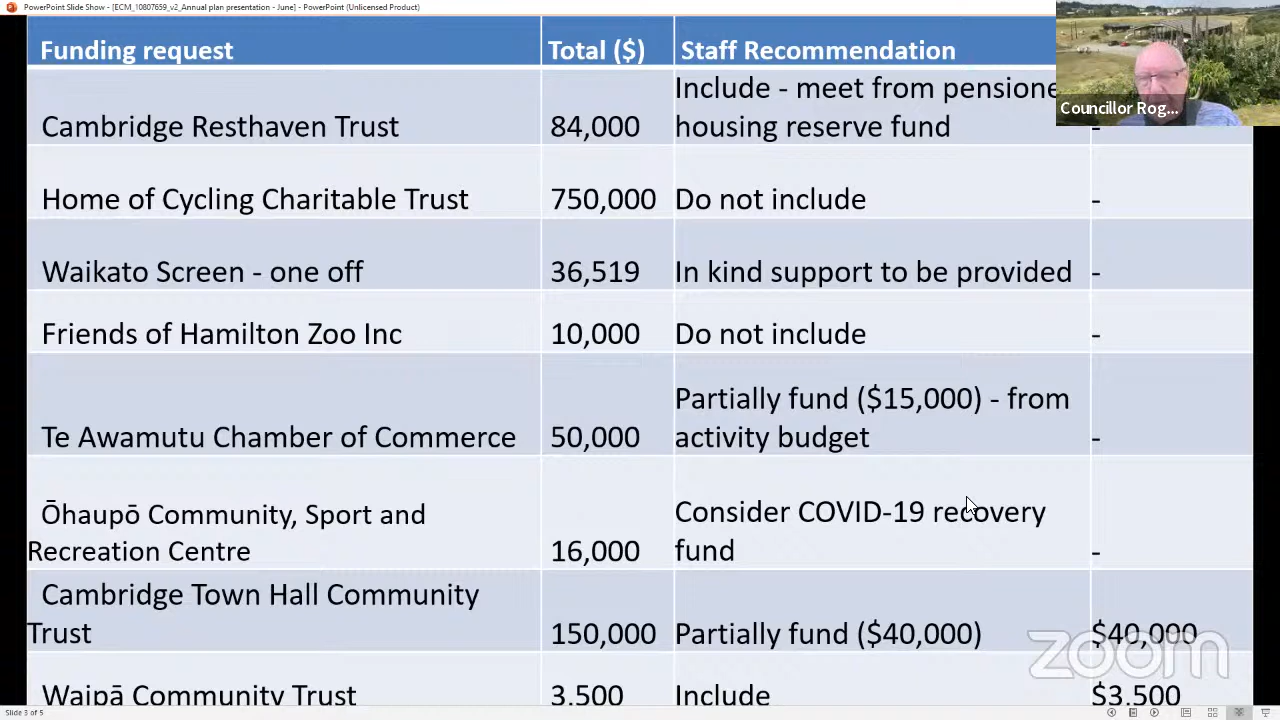 PowerPoint Slide Show - [ECM_10807659_v2_Annual plan presentation - June] - PowerPoint (Unlicensed Product)
Funding request Total ($) Staff Recommendation
Cambridge Resthaven Trust 84,000 Include - meet from pensione
housing reserve fund -
Councillor Rog...
Home of Cycling Charitable Trust 750,000 Do not include -
Waikato Screen - one off 36,519 In kind support to be provided -
Friends of Hamilton Zoo Inc 10,000 Do not include -
Te Awamutu Chamber of Commerce 50,000 Partially fund ($15,000) - from
activity budget -
Ōhaupō Community, Sport and
Recreation Centre 16,000 Consider COVID-19 recovery
fund -
Cambridge Town Hall Community
Trust 150,000 Partially fund ($40,000) $40,000
zoom
Waipā Community Trust 3,500 Include $3,500
Slide 3 of 5